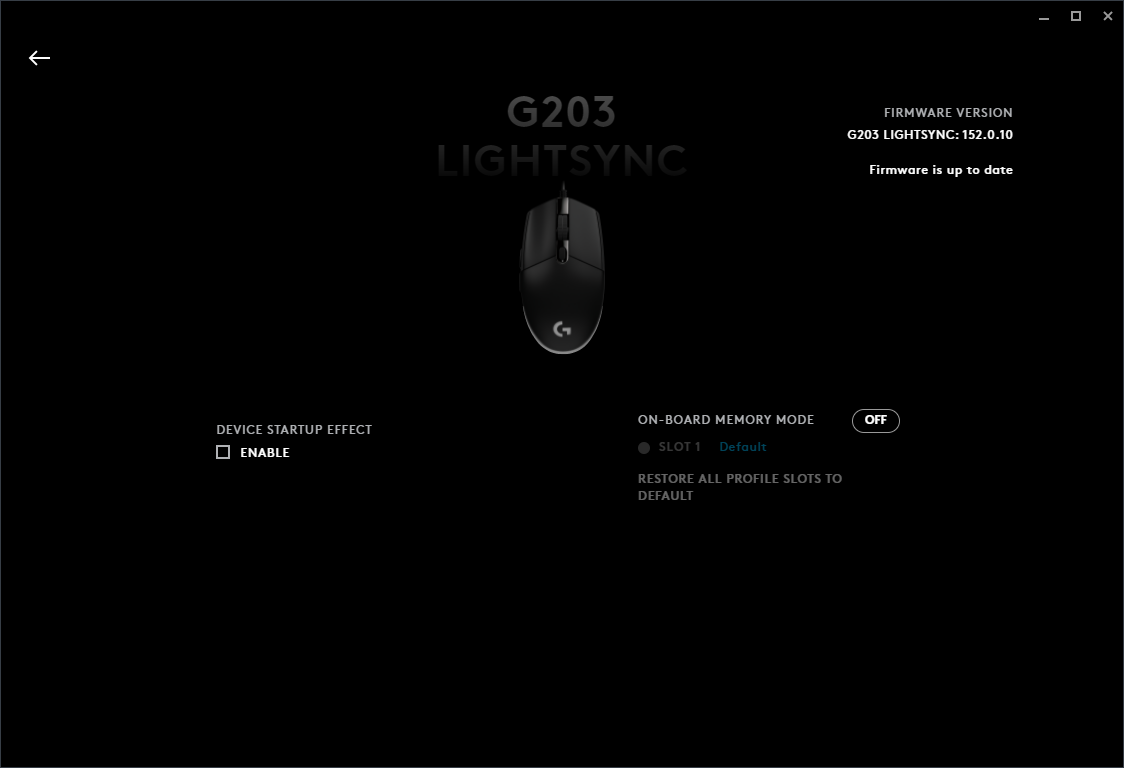 G203
LIGHTSYNC
FIRMWARE VERSION
G203 LIGHTSYNC: 152.0.10
Firmware is up to date
DEVICE STARTUP EFFECT
ENABLE
ON-BOARD MEMORY MODE OFF
SLOT 1 Default
RESTORE ALL PROFILE SLOTS TO
DEFAULT